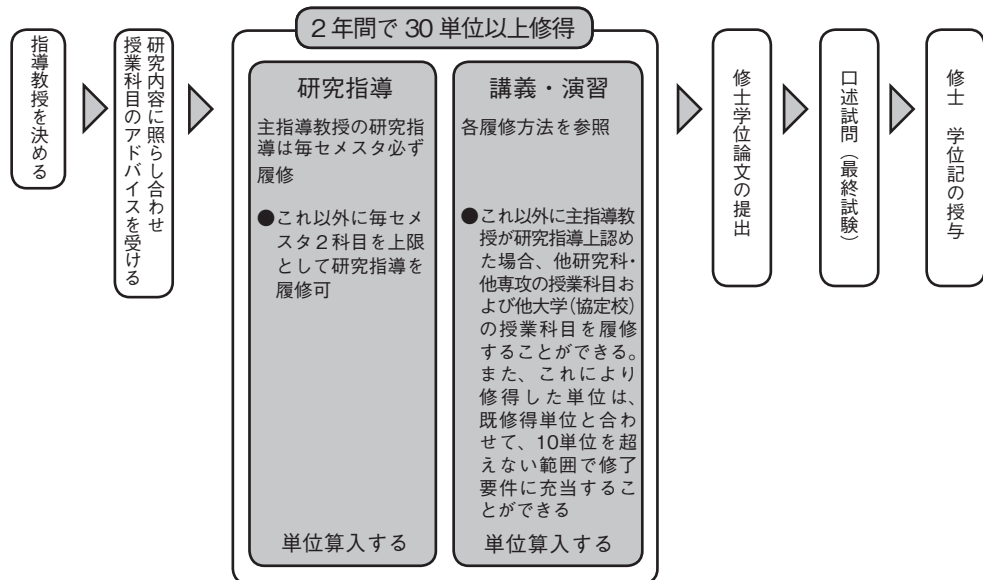 指導教授を決める
研究内容に照らし合わせ
授業科目のアドバイスを受ける
2年間で30単位以上修得
研究指導
主指導教授の研究指
導は毎セメスタ必ず
履修
●これ以外に毎セメ
スタ2科目を上限
として研究指導を
履修可
単位算入する
講義・演習
各履修方法を参照
●これ以外に主指導教
授が研究指導上認め
た場合、他研究科・
他専攻の授業科目お
よび他大学(協定校)
の授業科目を履修
することができる。
また、これにより
修得した単位は、
既修得単位と合わ
せて、10単位を超
えない範囲で修了
要件に充当するこ
とができる
単位算入する
修士学位論文の提出
口述試問(最終試験)
修士 学位記の授与